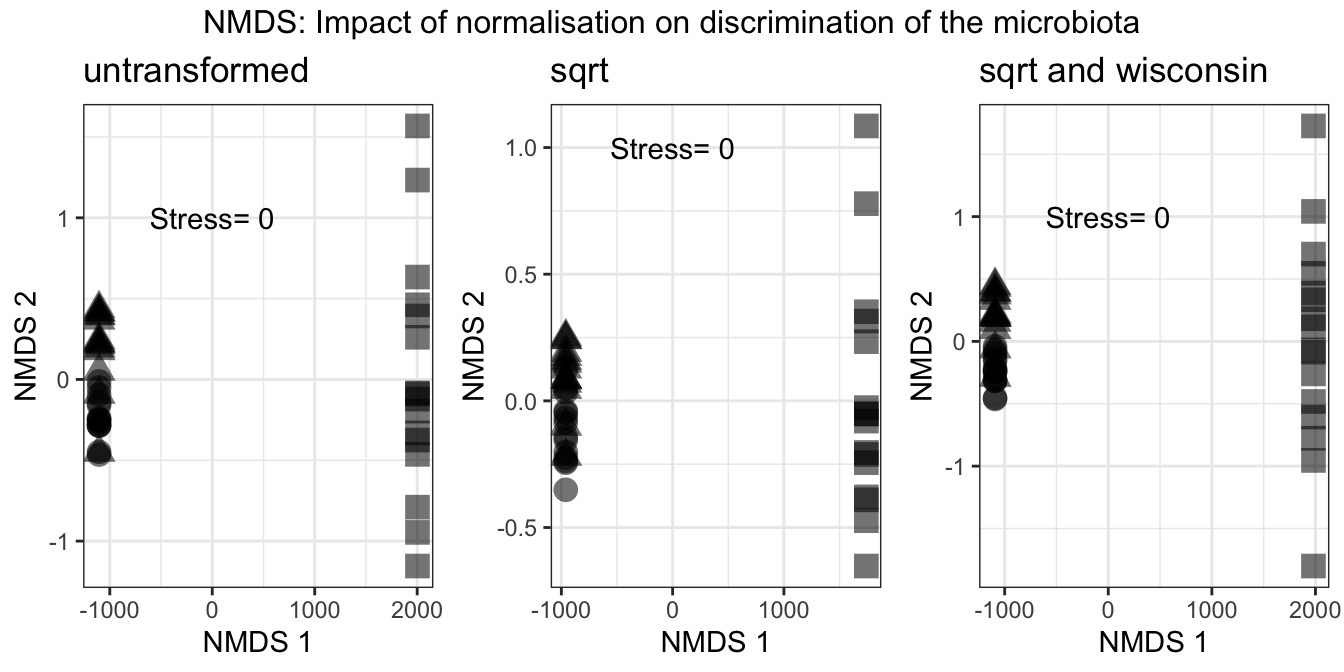 NMDS: Impact of normalisation on discrimination of the microbiota
untransformed
sqrt
sqrt and wisconsin
Stress= 0
1
0
-1
NMDS 2
-1000 0 1000 2000
NMDS 1
Stress= 0
1.0
0.5
0.0
-0.5
NMDS 2
-1000 0 1000
NMDS 1
Stress= 0
1
0
-1
NMDS 2
-1000 0 1000 2000
NMDS 1